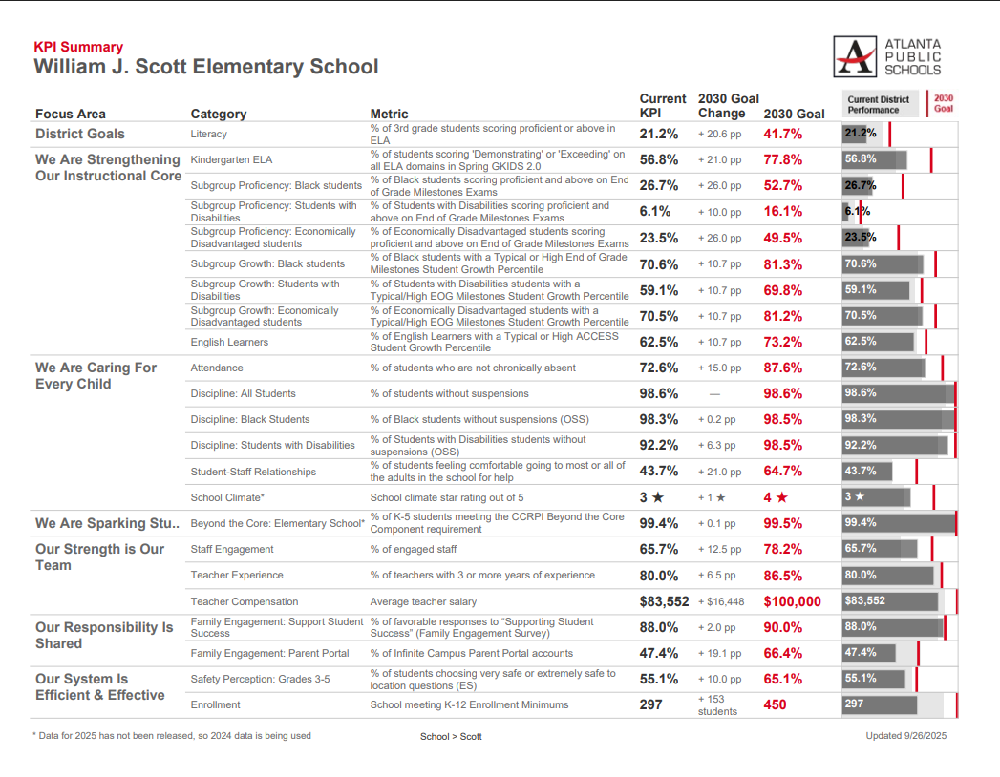 KPI Summary
William J. Scott Elementary School
ATLANTA
PUBLIC
SCHOOLS
Focus Area Category Metric Current KPI 2030 Goal Change 2030 Goal Current District Performance 2030 Goal
District Goals Literacy % of 3rd grade students scoring proficient or above in ELA 21.2% + 20.6 pp 41.7% 21.2%
We Are Strengthening Our Instructional Core Kindergarten ELA % of students scoring 'Demonstrating' or 'Exceeding' on all ELA domains in Spring GKIDS 2.0 56.8% + 21.0 pp 77.8% 56.8%
Subgroup Proficiency: Black students % of Black students scoring proficient and above on End of Grade Milestones Exams 26.7% + 26.0 pp 52.7% 26.7%
Subgroup Proficiency: Students with Disabilities % of Students with Disabilities scoring proficient and above on End of Grade Milestones Exams 6.1% + 10.0 pp 16.1% 6.1%
Subgroup Proficiency: Economically Disadvantaged students % of Economically Disadvantaged students scoring proficient and above on End of Grade Milestones Exams 23.5% + 26.0 pp 49.5% 23.5%
Subgroup Growth: Black students % of Black students with a Typical or High End of Grade Milestones Student Growth Percentile 70.6% + 10.7 pp 81.3% 70.6%
Subgroup Growth: Students with Disabilities % of Students with Disabilities students with a Typical/High EOG Milestones Student Growth Percentile 59.1% + 10.7 pp 69.8% 59.1%
Subgroup Growth: Economically Disadvantaged students % of Economically Disadvantaged students with a Typical/High EOG Milestones Student Growth Percentile 70.5% + 10.7 pp 81.2% 70.5%
English Learners % of English Learners with a Typical or High ACCESS Student Growth Percentile 62.5% + 10.7 pp 73.2% 62.5%
We Are Caring For Every Child Attendance % of students who are not chronically absent 72.6% + 15.0 pp 87.6% 72.6%
Discipline: All Students % of students without suspensions 98.6% — 98.6% 98.6%
Discipline: Black Students % of Black students without suspensions (OSS) 98.3% + 0.2 pp 98.5% 98.3%
Discipline: Students with Disabilities % of Students with Disabilities students without suspensions (OSS) 92.2% + 6.3 pp 98.5% 92.2%
Student-Staff Relationships % of students feeling comfortable going to most or all of the adults in the school for help 43.7% + 21.0 pp 64.7% 43.7%
School Climate* School climate star rating out of 5 3 ★ + 1 ★ 4 ★ 3 ★
We Are Sparking Stu.. Beyond the Core: Elementary School* % of K-5 students meeting the CCRPI Beyond the Core Component requirement 99.4% + 0.1 pp 99.5% 99.4%
Our Strength is Our Team Staff Engagement % of engaged staff 65.7% + 12.5 pp 78.2% 65.7%
Teacher Experience % of teachers with 3 or more years of experience 80.0% + 6.5 pp 86.5% 80.0%
Teacher Compensation Average teacher salary $83,552 + $16,448 $100,000 $83,552
Our Responsibility Is Shared Family Engagement: Support Student Success % of favorable responses to “Supporting Student Success” (Family Engagement Survey) 88.0% + 2.0 pp 90.0% 88.0%
Family Engagement: Parent Portal % of Infinite Campus Parent Portal accounts 47.4% + 19.1 pp 66.4% 47.4%
Our System Is Efficient & Effective Safety Perception: Grades 3-5 % of students choosing very safe or extremely safe to location questions (ES) 55.1% + 10.0 pp 65.1% 55.1%
Enrollment School meeting K-12 Enrollment Minimums 297 + 153 students 450 297
* Data for 2025 has not been released, so 2024 data is being used School > Scott Updated 9/26/2025